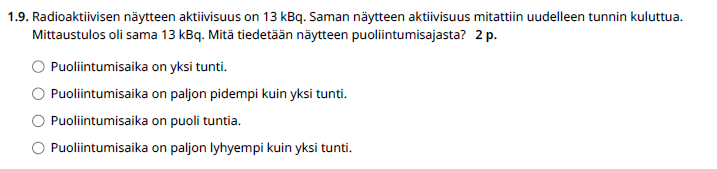 1.9. Radioaktiivisen näytteen aktiivisuus on 13 kBq. Saman näytteen aktiivisuus mitattiin uudelleen tunnin kuluttua.
Mittaustulos oli sama 13 kBq. Mitä tiedetään näytteen puoliintumisajasta? 2 p.
Puoliintumisaika on yksi tunti.
Puoliintumisaika on paljon pidempi kuin yksi tunti.
Puoliintumisaika on puoli tuntia.
Puoliintumisaika on paljon lyhyempi kuin yksi tunti.